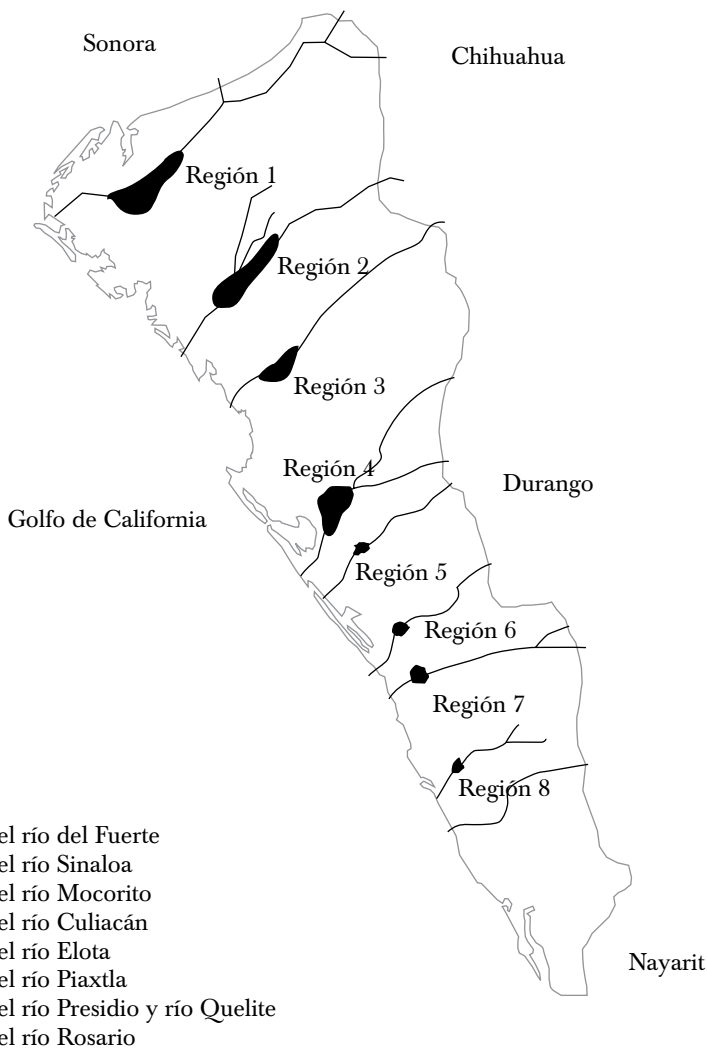 Sonora
Chihuahua
Región 1
Región 2
Región 3
Región 4
Durango
Golfo de California
Región 5
Región 6
Región 7
Región 8
el río del Fuerte
el río Sinaloa
el río Mocorito
el río Culiacán
el río Elota
el río Piaxtla
el río Presidio y río Quelite
el río Rosario
Nayarit